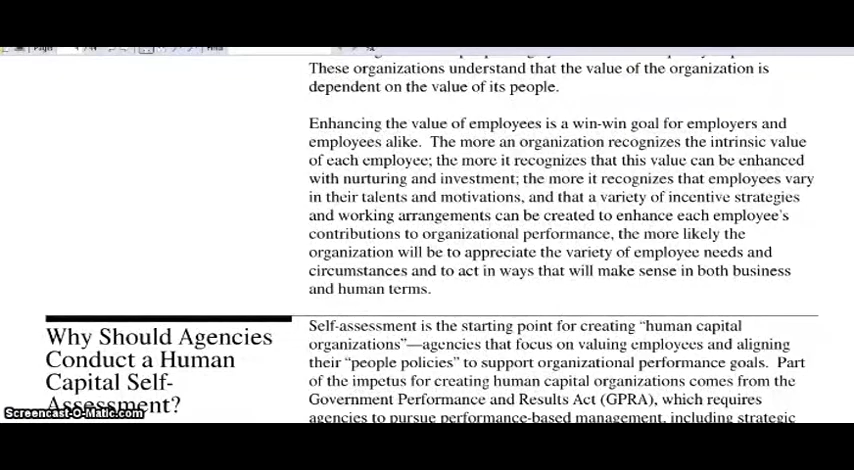 These organizations understand that the value of the organization is
dependent on the value of its people.
Enhancing the value of employees is a win-win goal for employers and
employees alike. The more an organization recognizes the intrinsic value
of each employee; the more it recognizes that this value can be enhanced
with nurturing and investment; the more it recognizes that employees vary
in their talents and motivations, and that a variety of incentive strategies
and working arrangements can be created to enhance each employee's
contributions to organizational performance, the more likely the
organization will be to appreciate the variety of employee needs and
circumstances and to act in ways that will make sense in both business
and human terms.
Why Should Agencies
Conduct a Human
Capital Self-
Assessment?
Self-assessment is the starting point for creating “human capital
organizations”—agencies that focus on valuing employees and aligning
their “people policies” to support organizational performance goals. Part
of the impetus for creating human capital organizations comes from the
Government Performance and Results Act (GPRA), which requires
agencies to pursue performance-based management, including strategic
Screencast-O-Matic.com